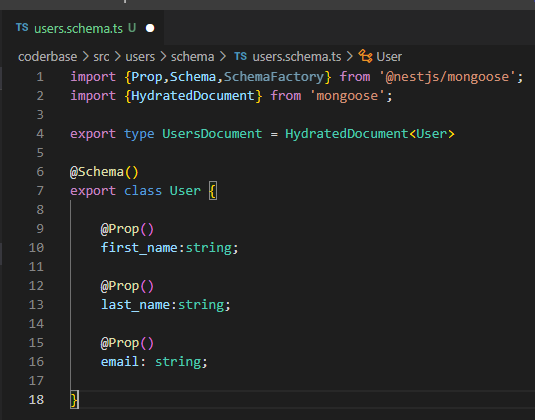 TS users.schema.ts U ●
coderbase > src > users > schema > TS users.schema.ts > User
1 import {Prop,Schema,SchemaFactory} from '@nestjs/mongoose';
2 import {HydratedDocument} from 'mongoose';
3
4 export type UsersDocument = HydratedDocument<User>
5
6 @Schema()
7 export class User {
8
9 @Prop()
10 first_name:string;
11
12 @Prop()
13 last_name:string;
14
15 @Prop()
16 email: string;
17
18 }